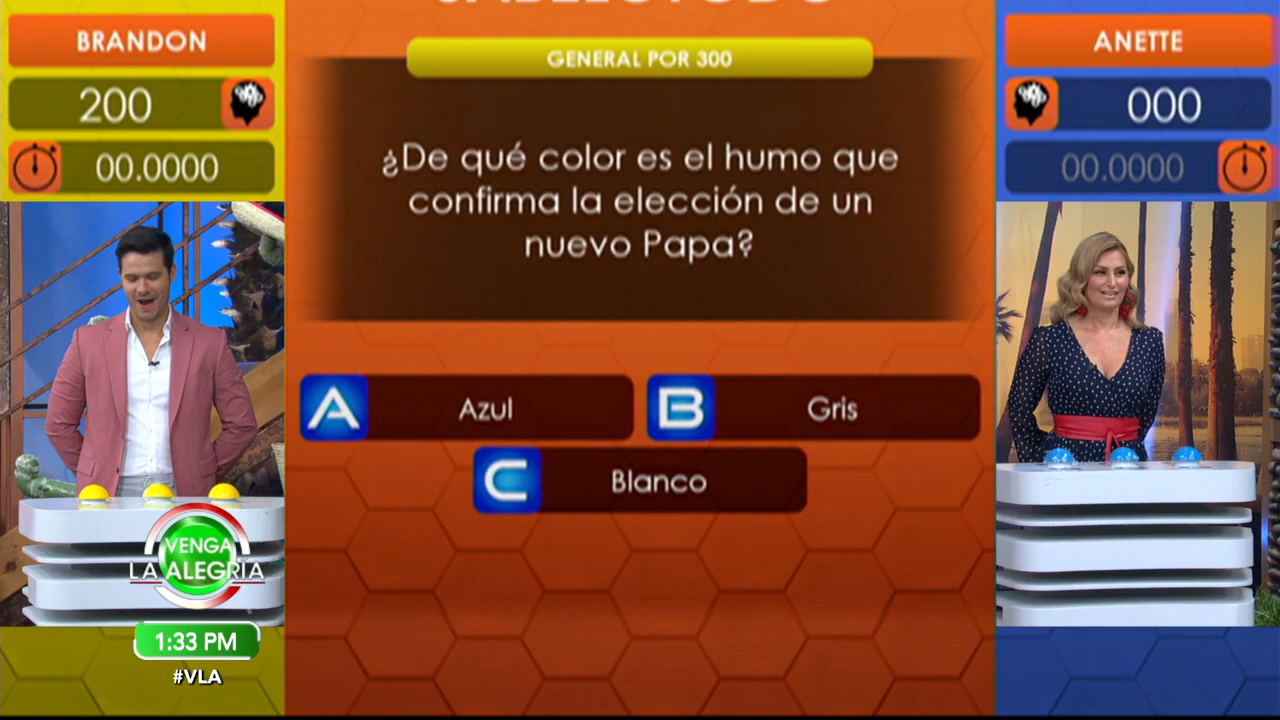 BRANDON
200
00.0000
GENERAL POR 300
¿De qué color es el humo que
confirma la elección de un
nuevo Papa?
A Azul
B Gris
C Blanco
ANETTE
000
00.0000
VENGA
LA ALEGRÍA
1:33 PM
#VLA